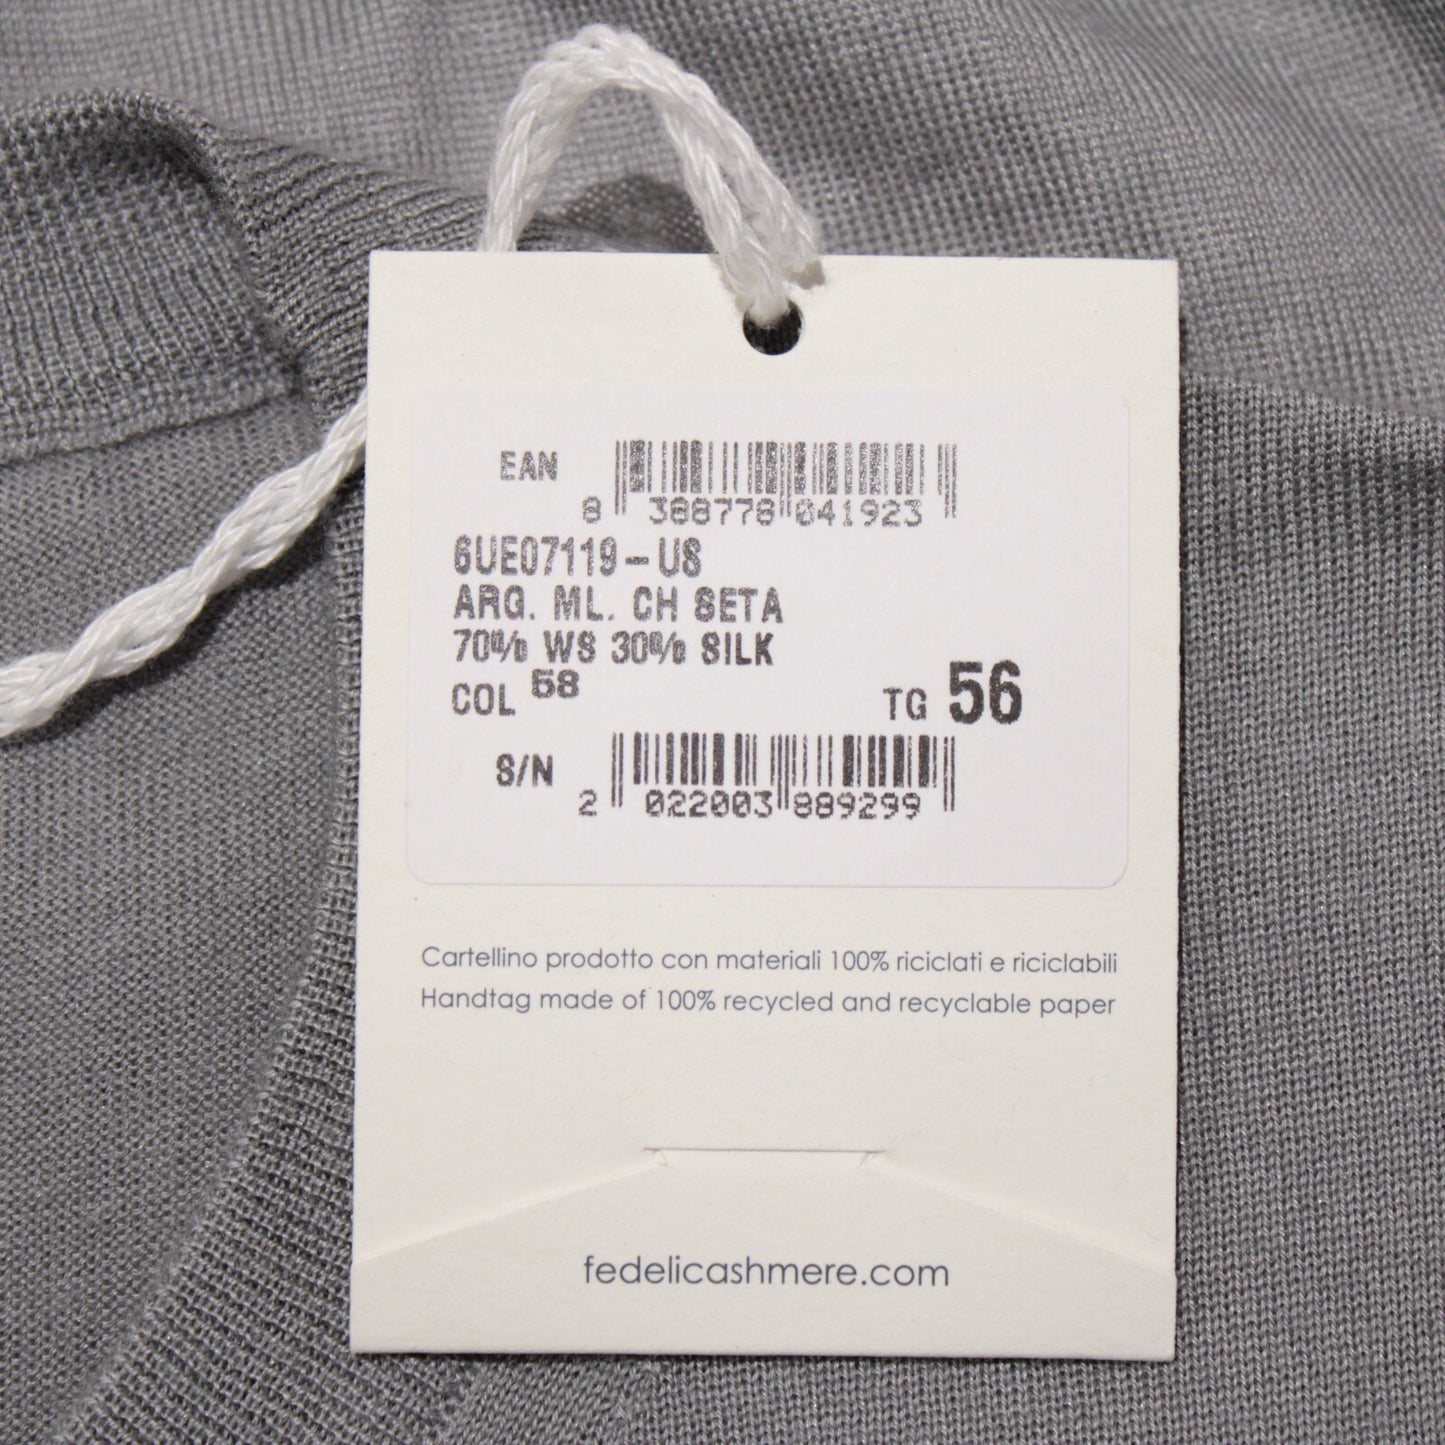 EAN
8 388778 041923
6UE07119-US
ARG. ML. CH SETA
70% WS 30% SILK
COL 58
TG 56
S/N
2 022003 889299
Cartellino prodotto con materiali 100% riciclati e riciclabili
Handtag made of 100% recycled and recyclable paper
fedelicashmere.com